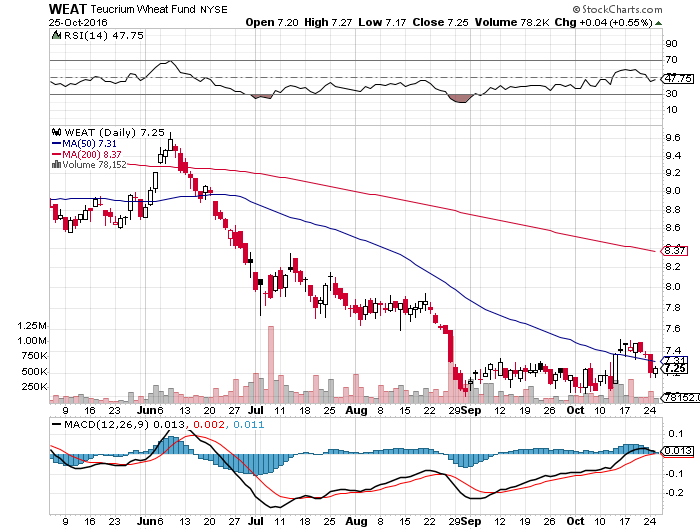 WEAT Teucrium Wheat Fund NYSE © StockCharts.com
25-Oct-2016 Open 7.20 High 7.27 Low 7.17 Close 7.25 Volume 78.2K Chg +0.04 (+0.55%)
RSI(14) 47.75
90
70
47.75
30
10
WEAT (Daily) 7.25
MA(50) 7.31
MA(200) 8.37
Volume 78,152
9.6
9.4
9.2
9.0
8.8
8.6
8.37
8.2
8.0
7.8
7.6
7.4
7.31
7.25
78152.0
1.25M
1.00M
750K
500K
250K
9 16 23 Jun 6 13 20 27 Jul 11 18 25 Aug 8 15 22 29 Sep 12 19 26 Oct 10 17 24
MACD(12,26,9) 0.013, 0.002, 0.011
0.1
0.013
-0.1
-0.2
9 16 23 Jun 6 13 20 27 Jul 11 18 25 Aug 8 15 22 29 Sep 12 19 26 Oct 10 17 24